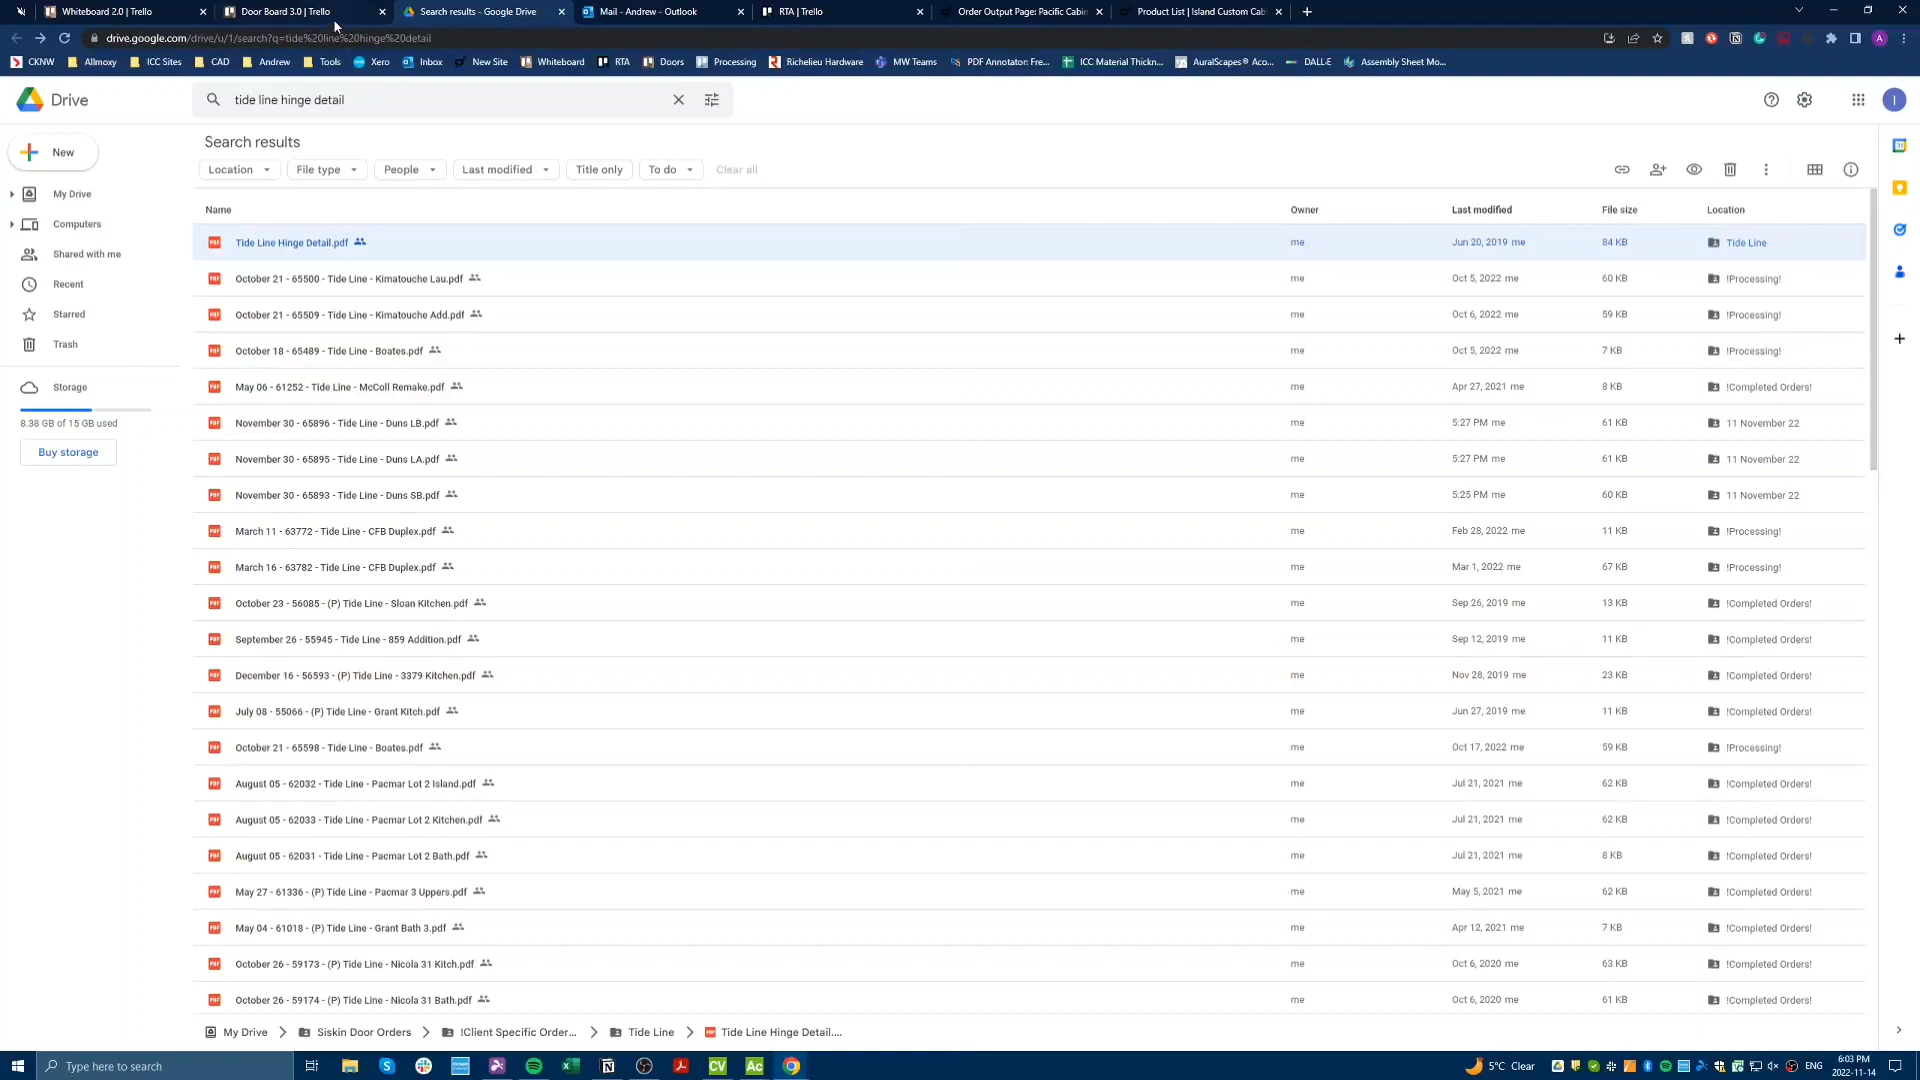 Whiteboard 2.0 | Trello
Door Board 3.0 | Trello
Search results - Google Drive
Mail - Andrew - Outlook
RTA | Trello
Order Output Page: Pacific Cabin
Product List | Island Custom Cab
drive.google.com/drive/u/1/search?q=tide%20line%20hinge%20detail
CKNW
Allmoxy
ICC Sites
CAD
Andrew
Tools
Xero
Inbox
New Site
Whiteboard
RTA
Doors
Processing
Richelieu Hardware
MW Teams
PDF Annotator: Fre...
ICC Material Thickn...
AuralScapes® Aco...
DALL·E
Assembly Sheet Mo...
Drive
tide line hinge detail
I
New
My Drive
Computers
Shared with me
Recent
Starred
Trash
Storage
8.38 GB of 15 GB used
Buy storage
Search results
Location
File type
People
Last modified
Title only
To do
Clear all
Name Owner Last modified File size Location
Tide Line Hinge Detail.pdf me Jun 20, 2019 me 84 KB Tide Line
October 21 - 65500 - Tide Line - Kimatouche Lau.pdf me Oct 5, 2022 me 60 KB !Processing!
October 21 - 65509 - Tide Line - Kimatouche Add.pdf me Oct 6, 2022 me 59 KB !Processing!
October 18 - 65489 - Tide Line - Boates.pdf me Oct 5, 2022 me 7 KB !Processing!
May 06 - 61252 - Tide Line - McColl Remake.pdf me Apr 27, 2021 me 8 KB !Completed Orders!
November 30 - 65896 - Tide Line - Duns LB.pdf me 5:27 PM me 61 KB 11 November 22
November 30 - 65895 - Tide Line - Duns LA.pdf me 5:27 PM me 61 KB 11 November 22
November 30 - 65893 - Tide Line - Duns SB.pdf me 5:25 PM me 60 KB 11 November 22
March 11 - 63772 - Tide Line - CFB Duplex.pdf me Feb 28, 2022 me 11 KB !Processing!
March 16 - 63782 - Tide Line - CFB Duplex.pdf me Mar 1, 2022 me 67 KB !Processing!
October 23 - 56085 - (P) Tide Line - Sloan Kitchen.pdf me Sep 26, 2019 me 13 KB !Completed Orders!
September 26 - 55945 - Tide Line - 859 Addition.pdf me Sep 12, 2019 me 11 KB !Completed Orders!
December 16 - 56593 - (P) Tide Line - 3379 Kitchen.pdf me Nov 28, 2019 me 23 KB !Completed Orders!
July 08 - 55066 - (P) Tide Line - Grant Kitch.pdf me Jun 27, 2019 me 11 KB !Completed Orders!
October 21 - 65598 - Tide Line - Boates.pdf me Oct 17, 2022 me 59 KB !Processing!
August 05 - 62032 - Tide Line - Pacmar Lot 2 Island.pdf me Jul 21, 2021 me 62 KB !Completed Orders!
August 05 - 62033 - Tide Line - Pacmar Lot 2 Kitchen.pdf me Jul 21, 2021 me 62 KB !Completed Orders!
August 05 - 62031 - Tide Line - Pacmar Lot 2 Bath.pdf me Jul 21, 2021 me 8 KB !Completed Orders!
May 27 - 61336 - (P) Tide Line - Pacmar 3 Uppers.pdf me May 5, 2021 me 62 KB !Completed Orders!
May 04 - 61018 - (P) Tide Line - Grant Bath 3.pdf me Apr 12, 2021 me 7 KB !Completed Orders!
October 26 - 59173 - (P) Tide Line - Nicola 31 Kitch.pdf me Oct 6, 2020 me 63 KB !Completed Orders!
October 26 - 59174 - (P) Tide Line - Nicola 31 Bath.pdf me Oct 6, 2020 me 61 KB !Completed Orders!
My Drive > Siskin Door Orders > !Client Specific Order... > Tide Line > Tide Line Hinge Detail....
Type here to search
5°C Clear
ENG
6:03 PM
2022-11-14